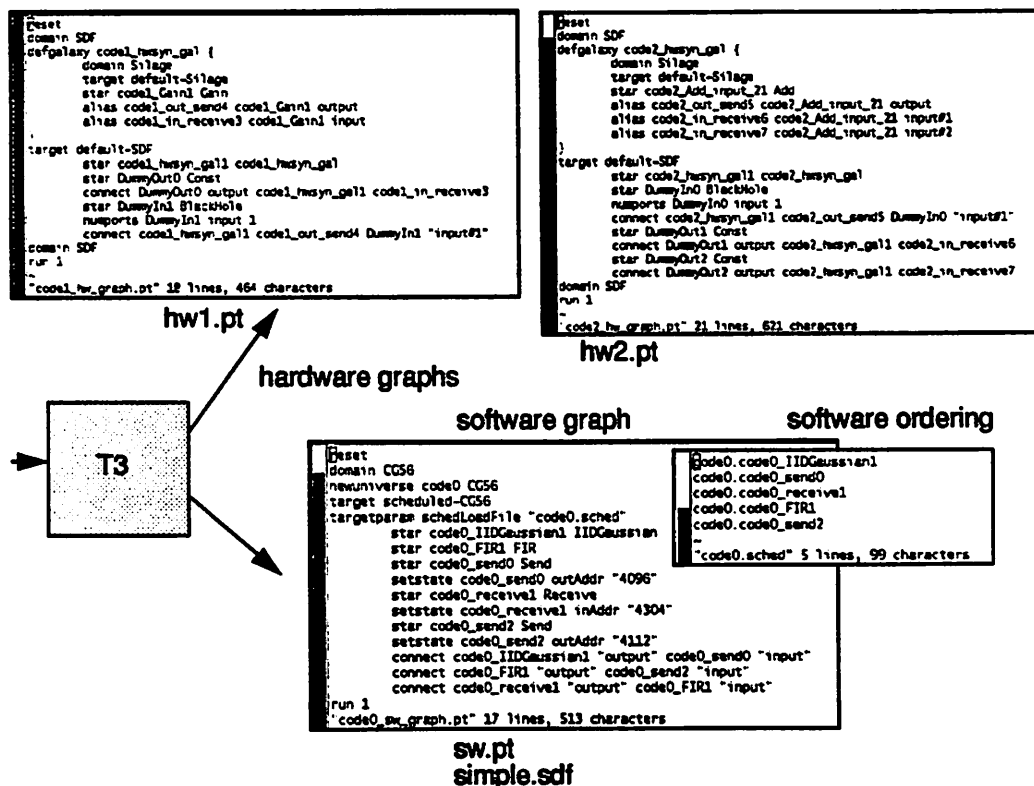 reset
domain SDF
defgalaxy code1_hwsyn_gal {
domain Silage
target default-Silage
star code1_Gain1 Gain
alias code1_out_send4 code1_Gain1 output
alias code1_in_receive3 code1_Gain1 input
}
target default-SDF
star code1_hwsyn_gal1 code1_hwsyn_gal
star DummyOut0 Const
connect DummyOut0 output code1_hwsyn_gal1 code1_in_receive3
star DummyIn1 BlackHole
numports DummyIn1 input 1
connect code1_hwsyn_gal1 code1_out_send4 DummyIn1 "input#1"
domain SDF
run 1
~
"code1_hw_graph.pt" 18 lines, 464 characters
hw1.pt
reset
domain SDF
defgalaxy code2_hwsyn_gal {
domain Silage
target default-Silage
star code2_Add_input_21 Add
alias code2_out_send5 code2_Add_input_21 output
alias code2_in_receive6 code2_Add_input_21 input#1
alias code2_in_receive7 code2_Add_input_21 input#2
}
target default-SDF
star code2_hwsyn_gal1 code2_hwsyn_gal
star DummyIn0 BlackHole
numports DummyIn0 input 1
connect code2_hwsyn_gal1 code2_out_send5 DummyIn0 "input#1"
star DummyOut1 Const
connect DummyOut1 output code2_hwsyn_gal1 code2_in_receive6
star DummyOut2 Const
connect DummyOut2 output code2_hwsyn_gal1 code2_in_receive7
domain SDF
run 1
~
"code2_hw_graph.pt" 21 lines, 621 characters
hw2.pt
hardware graphs
T3
software graph
reset
domain CG56
newuniverse code0 CG56
target scheduled-CG56
targetparam schedLoadFile "code0.sched"
star code0_IIDGaussian1 IIDGaussian
star code0_FIR1 FIR
star code0_send0 Send
setstate code0_send0 outAddr "4096"
star code0_receive1 Receive
setstate code0_receive1 inAddr "4304"
star code0_send2 Send
setstate code0_send2 outAddr "4112"
connect code0_IIDGaussian1 "output" code0_send0 "input"
connect code0_FIR1 "output" code0_send2 "input"
connect code0_receive1 "output" code0_FIR1 "input"
run 1
"code0_sw_graph.pt" 17 lines, 513 characters
software ordering
code0.code0_IIDGaussian1
code0.code0_send0
code0.code0_receive1
code0.code0_FIR1
code0.code0_send2
~
"code0.sched" 5 lines, 99 characters
sw.pt
simple.sdf